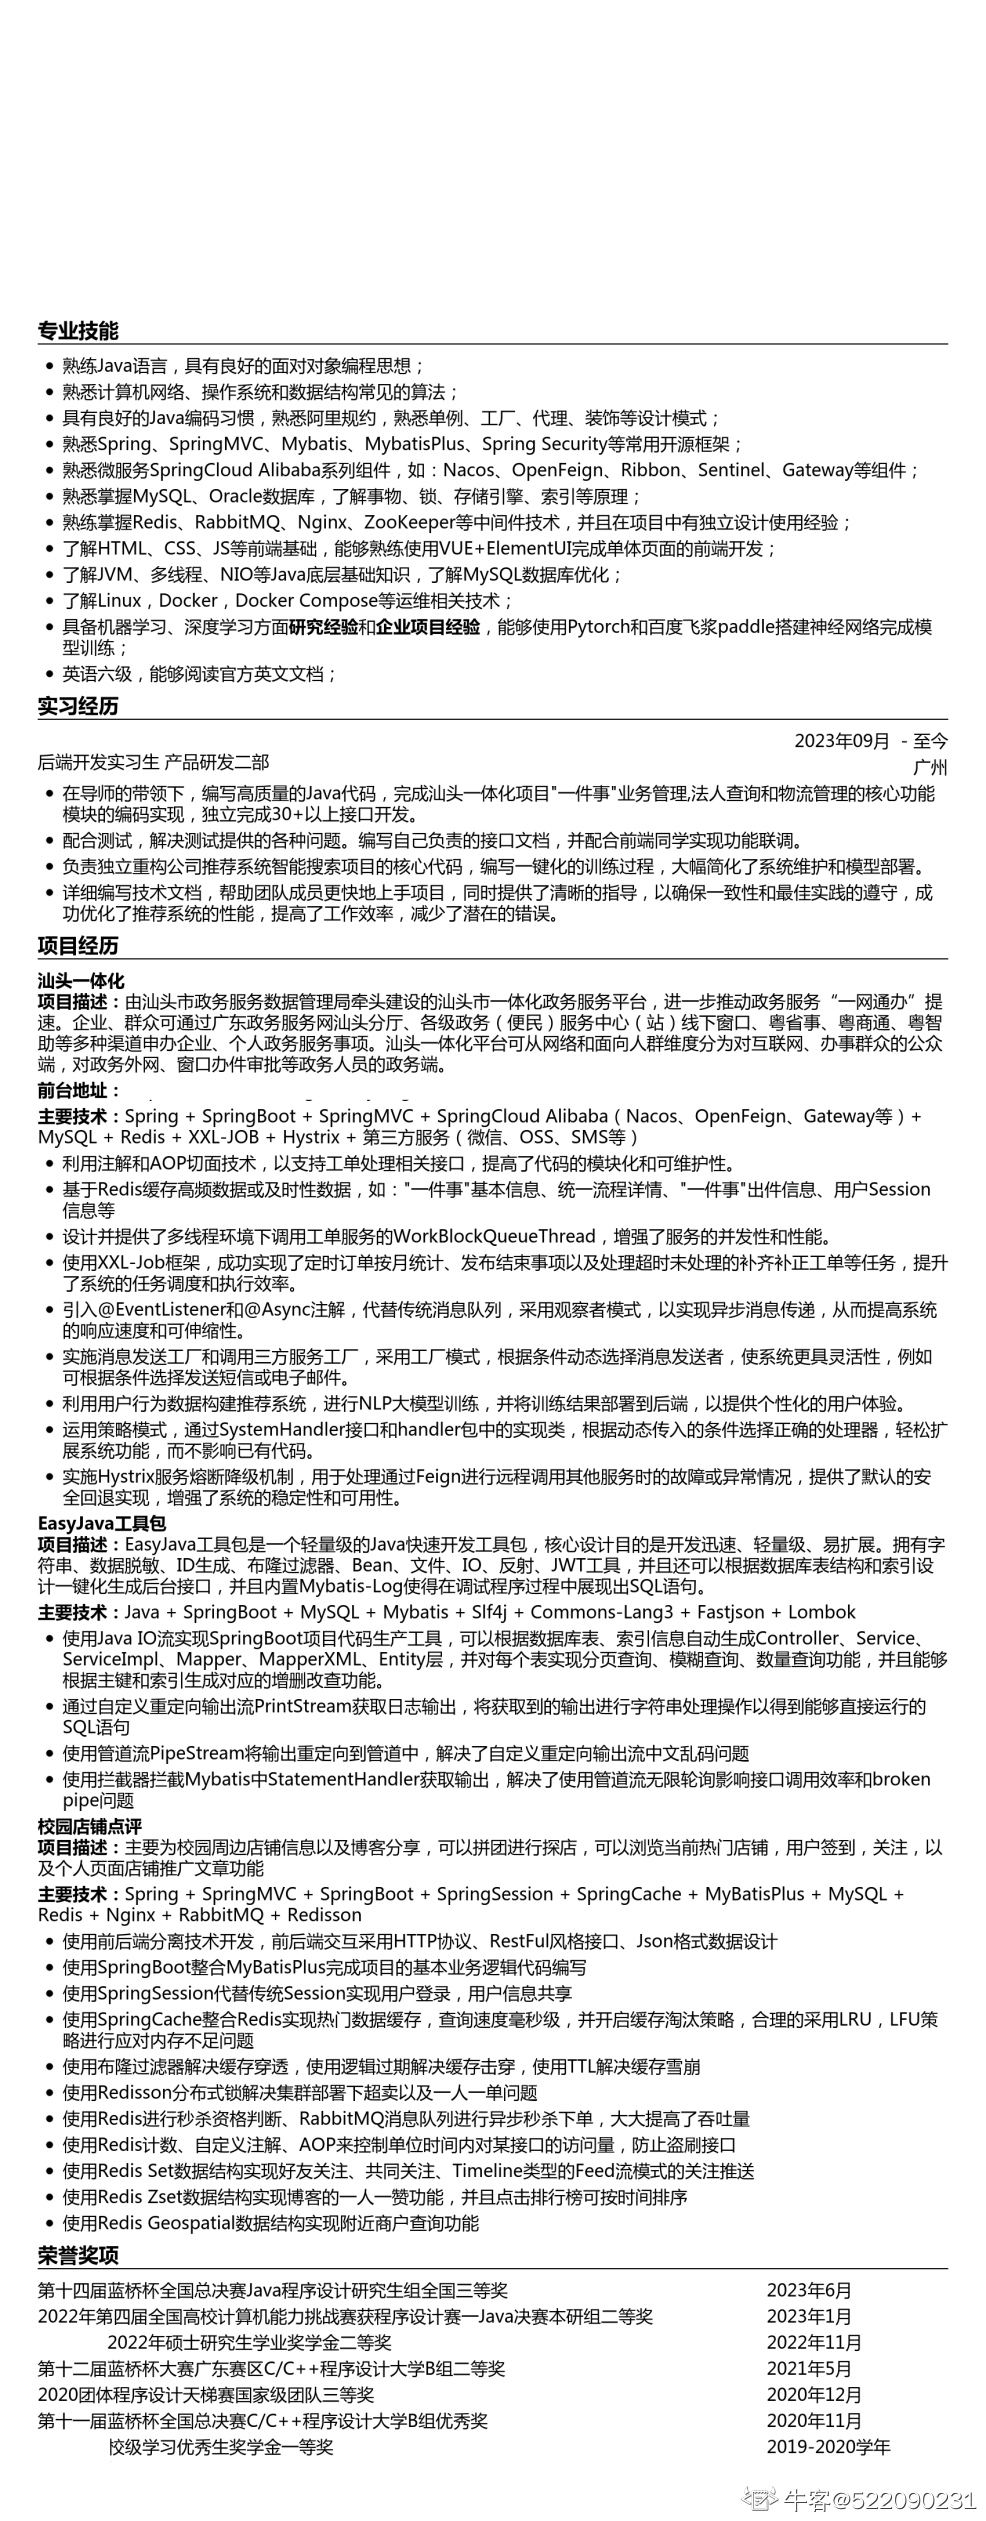 专业技能
熟练Java语言，具有良好的面对对象编程思想；
熟悉计算机网络、操作系统和数据结构常见的算法；
具有良好的Java编码习惯，熟悉阿里规约，熟悉单例、工厂、代理、装饰等设计模式；
熟悉Spring、SpringMVC、Mybatis、MybatisPlus、Spring Security等常用开源框架；
熟悉微服务SpringCloud Alibaba系列组件，如：Nacos、OpenFeign、Ribbon、Sentinel、Gateway等组件；
熟悉掌握MySQL、Oracle数据库，了解事物、锁、存储引擎、索引等原理；
熟练掌握Redis、RabbitMQ、Nginx、ZooKeeper等中间件技术，并且在项目中有独立设计使用经验；
了解HTML、CSS、JS等前端基础，能够熟练使用VUE+ElementUI完成单体页面的前端开发；
了解JVM、多线程、NIO等Java底层基础知识，了解MySQL数据库优化；
了解Linux，Docker，Docker Compose等运维相关技术；
具备机器学习、深度学习方面研究经验和企业项目经验，能够使用Pytorch和百度飞浆paddle搭建神经网络完成模
型训练；
英语六级，能够阅读官方英文文档；
实习经历
2023年09月 - 至今
后端开发实习生 产品研发二部
广州
在导师的带领下，编写高质量的Java代码，完成汕头一体化项目"一件事"业务管理,法人查询和物流管理的核心功能
模块的编码实现，独立完成30+以上接口开发。
配合测试，解决测试提供的各种问题。编写自己负责的接口文档，并配合前端同学实现功能联调。
负责独立重构公司推荐系统智能搜索项目的核心代码，编写一键化的训练过程，大幅简化了系统维护和模型部署。
详细编写技术文档，帮助团队成员更快地上手项目，同时提供了清晰的指导，以确保一致性和最佳实践的遵守，成
功优化了推荐系统的性能，提高了工作效率，减少了潜在的错误。
项目经历
汕头一体化
项目描述：由汕头市政务服务数据管理局牵头建设的汕头市一体化政务服务平台，进一步推动政务服务“一网通办”提
速。企业、群众可通过广东政务服务网汕头分厅、各级政务（便民）服务中心（站）线下窗口、粤省事、粤商通、粤智
助等多种渠道申办企业、个人政务服务事项。汕头一体化平台可从网络和面向人群维度分为对互联网、办事群众的公众
端，对政务外网、窗口办件审批等政务人员的政务端。
前台地址：
主要技术：Spring + SpringBoot + SpringMVC + SpringCloud Alibaba（Nacos、OpenFeign、Gateway等）+
MySQL + Redis + XXL-JOB + Hystrix + 第三方服务（微信、OSS、SMS等）
利用注解和AOP切面技术，以支持工单处理相关接口，提高了代码的模块化和可维护性。
基于Redis缓存高频数据或及时性数据，如："一件事"基本信息、统一流程详情、"一件事"出件信息、用户Session
信息等
设计并提供了多线程环境下调用工单服务的WorkBlockQueueThread，增强了服务的并发性和性能。
使用XXL-Job框架，成功实现了定时订单按月统计、发布结束事项以及处理超时未处理的补齐补正工单等任务，提升
了系统的任务调度和执行效率。
引入@EventListener和@Async注解，代替传统消息队列，采用观察者模式，以实现异步消息传递，从而提高系统
的响应速度和可伸缩性。
实施消息发送工厂和调用三方服务工厂，采用工厂模式，根据条件动态选择消息发送者，使系统更具灵活性，例如
可根据条件选择发送短信或电子邮件。
利用用户行为数据构建推荐系统，进行NLP大模型训练，并将训练结果部署到后端，以提供个性化的用户体验。
运用策略模式，通过SystemHandler接口和handler包中的实现类，根据动态传入的条件选择正确的处理器，轻松扩
展系统功能，而不影响已有代码。
实施Hystrix服务熔断降级机制，用于处理通过Feign进行远程调用其他服务时的故障或异常情况，提供了默认的安
全回退实现，增强了系统的稳定性和可用性。
EasyJava工具包
项目描述：EasyJava工具包是一个轻量级的Java快速开发工具包，核心设计目的是开发迅速、轻量级、易扩展。拥有字
符串、数据脱敏、ID生成、布隆过滤器、Bean、文件、IO、反射、JWT工具，并且还可以根据数据库表结构和索引设
计一键化生成后台接口，并且内置Mybatis-Log使得在调试程序过程中展现出SQL语句。
主要技术：Java + SpringBoot + MySQL + Mybatis + Slf4j + Commons-Lang3 + Fastjson + Lombok
使用Java IO流实现SpringBoot项目代码生产工具，可以根据数据库表、索引信息自动生成Controller、Service、
ServiceImpl、Mapper、MapperXML、Entity层，并对每个表实现分页查询、模糊查询、数量查询功能，并且能够
根据主键和索引生成对应的增删改查功能。
通过自定义重定向输出流PrintStream获取日志输出，将获取到的输出进行字符串处理操作以得到能够直接运行的
SQL语句
使用管道流PipeStream将输出重定向到管道中，解决了自定义重定向输出流中文乱码问题
使用拦截器拦截Mybatis中StatementHandler获取输出，解决了使用管道流无限轮询影响接口调用效率和broken
pipe问题
校园店铺点评
项目描述：主要为校园周边店铺信息以及博客分享，可以拼团进行探店，可以浏览当前热门店铺，用户签到，关注，以
及个人页面店铺推广文章功能
主要技术：Spring + SpringMVC + SpringBoot + SpringSession + SpringCache + MyBatisPlus + MySQL +
Redis + Nginx + RabbitMQ + Redisson
使用前后端分离技术开发，前后端交互采用HTTP协议、RestFul风格接口、Json格式数据设计
使用SpringBoot整合MyBatisPlus完成项目的基本业务逻辑代码编写
使用SpringSession代替传统Session实现用户登录，用户信息共享
使用SpringCache整合Redis实现热门数据缓存，查询速度毫秒级，并开启缓存淘汰策略，合理的采用LRU，LFU策
略进行应对内存不足问题
使用布隆过滤器解决缓存穿透，使用逻辑过期解决缓存击穿，使用TTL解决缓存雪崩
使用Redisson分布式锁解决集群部署下超卖以及一人一单问题
使用Redis进行秒杀资格判断、RabbitMQ消息队列进行异步秒杀下单，大大提高了吞吐量
使用Redis计数、自定义注解、AOP来控制单位时间内对某接口的访问量，防止盗刷接口
使用Redis Set数据结构实现好友关注、共同关注、Timeline类型的Feed流模式的关注推送
使用Redis Zset数据结构实现博客的一人一赞功能，并且点击排行榜可按时间排序
使用Redis Geospatial数据结构实现附近商户查询功能
荣誉奖项
第十四届蓝桥杯全国总决赛Java程序设计研究生组全国三等奖 2023年6月
2022年第四届全国高校计算机能力挑战赛获程序设计赛—Java决赛本研组二等奖 2023年1月
2022年硕士研究生学业奖学金二等奖 2022年11月
第十二届蓝桥杯大赛广东赛区C/C++程序设计大学B组二等奖 2021年5月
2020团体程序设计天梯赛国家级团队三等奖 2020年12月
第十一届蓝桥杯全国总决赛C/C++程序设计大学B组优秀奖 2020年11月
校级学习优秀生奖学金一等奖 2019-2020学年
牛客@522090231